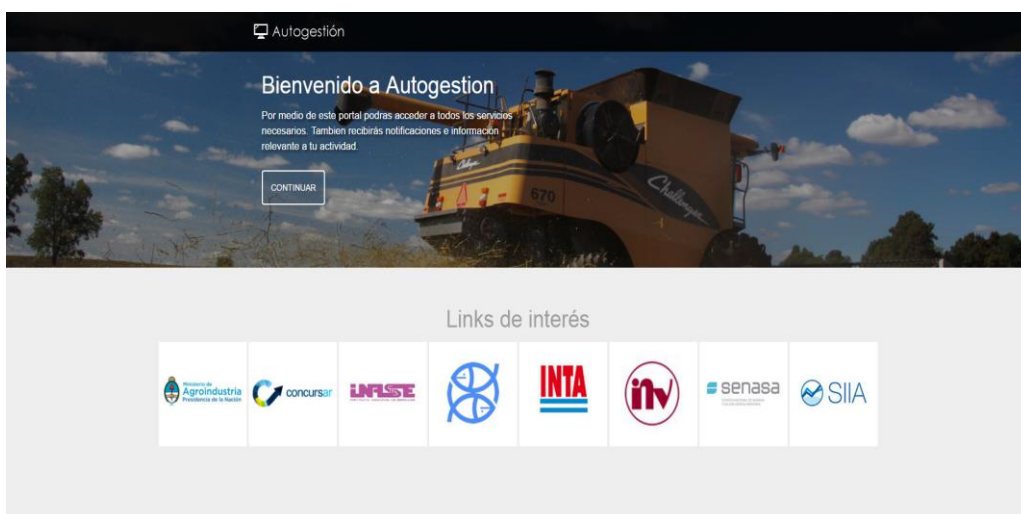 Autogestión
Bienvenido a Autogestion
Por medio de este portal podras acceder a todos los servicios
necesarios. Tambien recibirás notificaciones e información
relevante a tu actividad.
CONTINUAR
Challenger
670
Challenger
Links de interés
Ministerio de
Agroindustria
Presidencia de la Nación
concursar
INASE
INTA
inv
senasa
SIIA